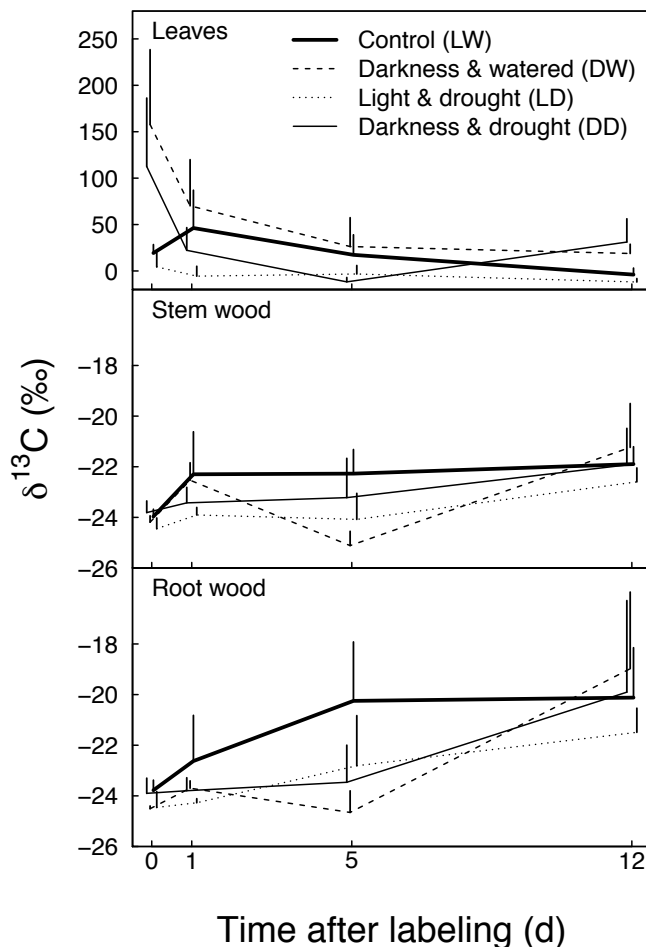 Leaves
Control (LW)
Darkness & watered (DW)
Light & drought (LD)
Darkness & drought (DD)
250
200
150
100
50
0
Stem wood
−18
−20
−22
−24
−26
δ13C (‰)
Root wood
−18
−20
−22
−24
−26
0 1 5 12
Time after labeling (d)